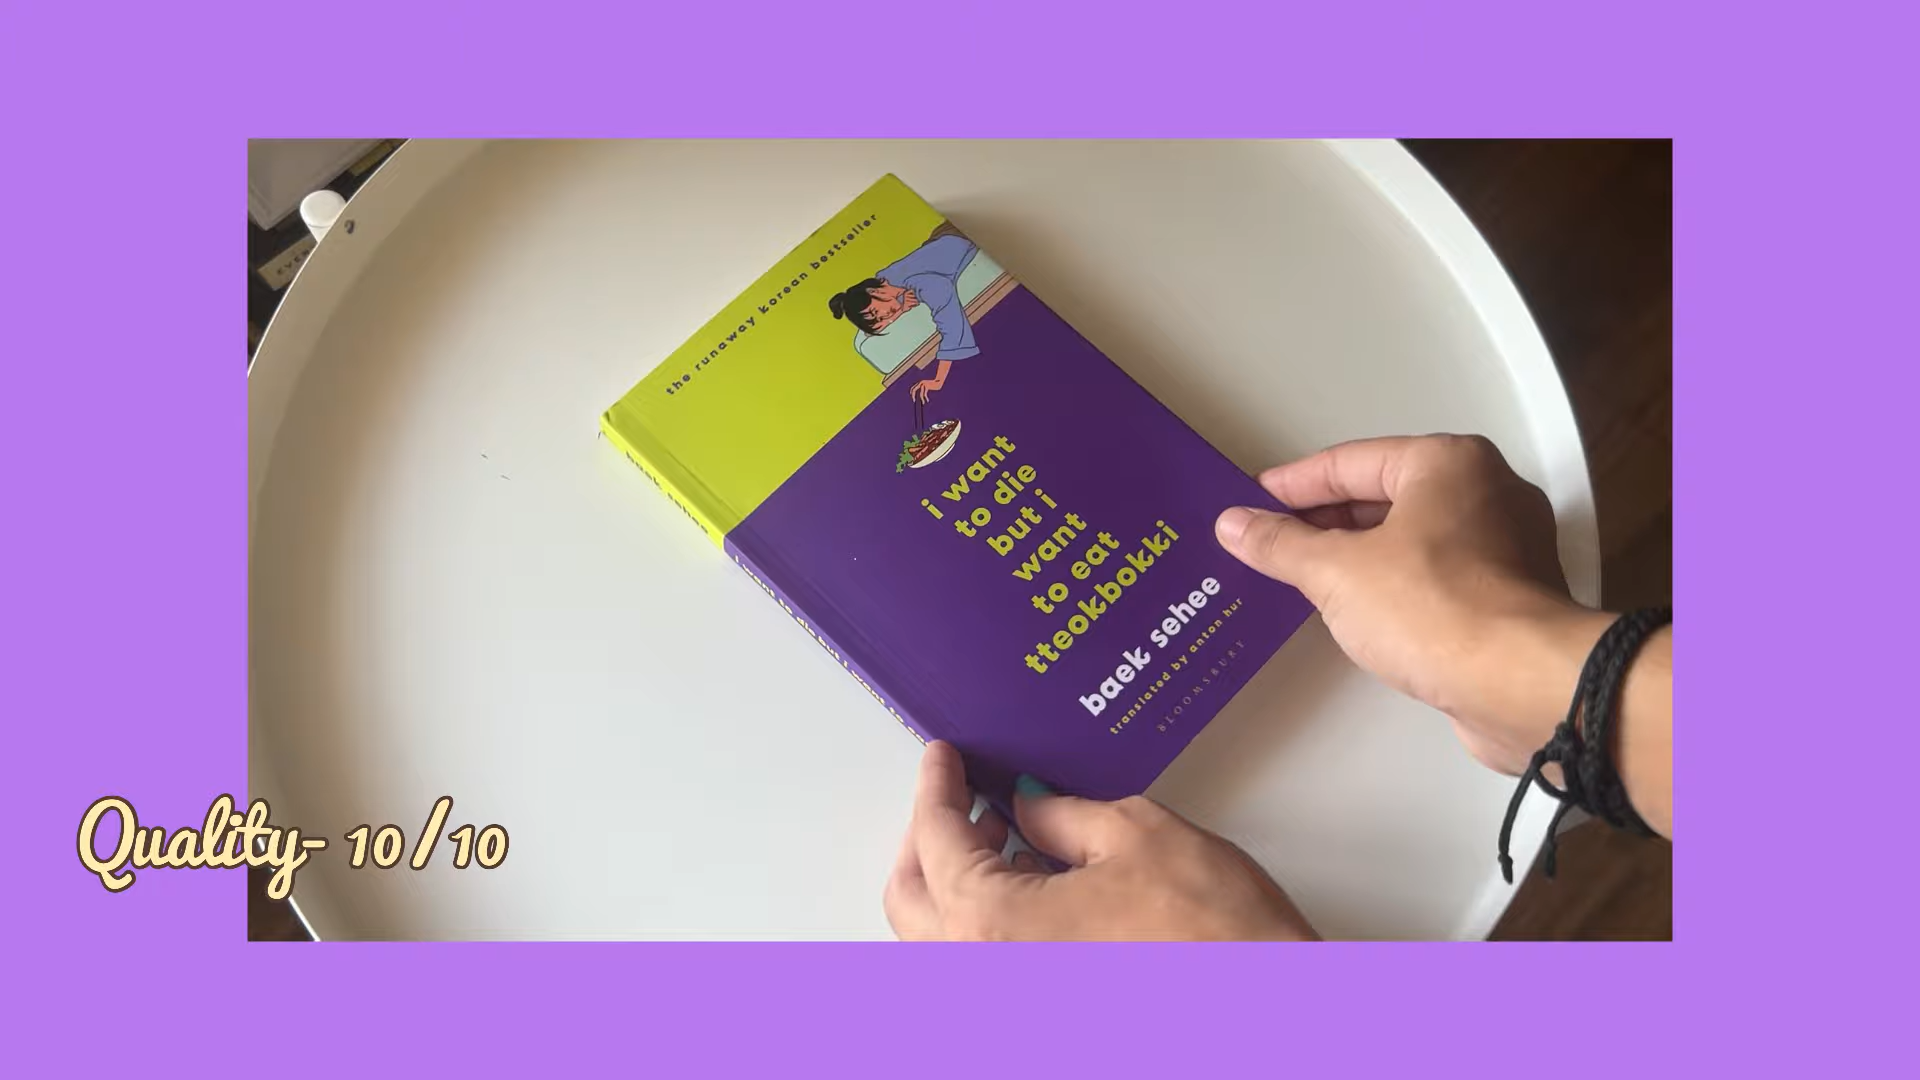 the runaway korean bestseller
i want
to die
but i
want
to eat
tteokbokki
baek sehee
translated by anton hur
BLOOMSBURY
baek sehee
i want to die but i want to
Quality- 10/10